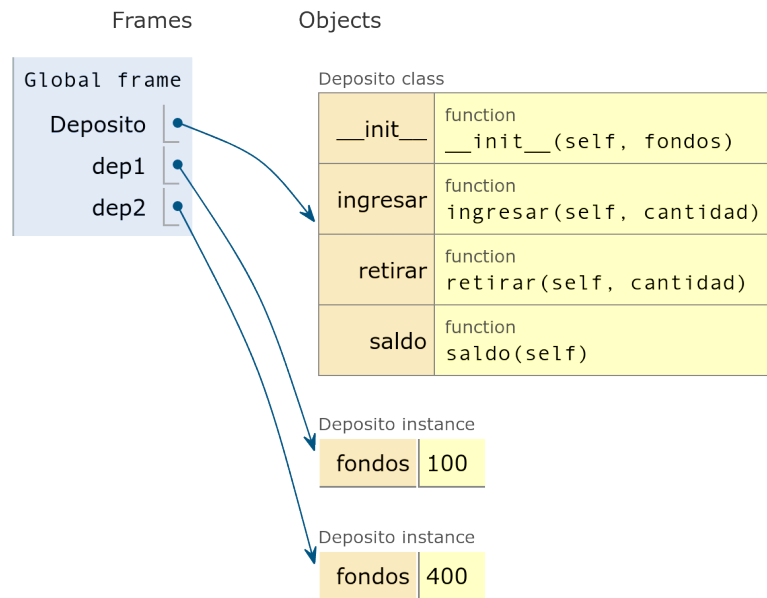 Frames Objects
Global frame
Deposito
dep1
dep2
Deposito class
__init__ function
__init__(self, fondos)
ingresar function
ingresar(self, cantidad)
retirar function
retirar(self, cantidad)
saldo function
saldo(self)
Deposito instance
fondos 100
Deposito instance
fondos 400